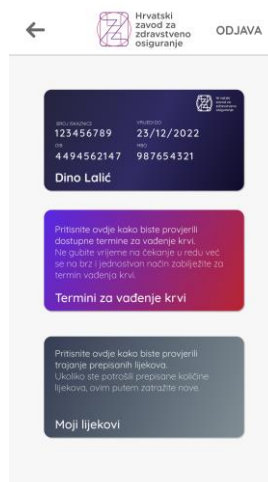 Hrvatski
zavod za
zdravstveno
osiguranje
ODJAVA
BROJ ISKAZNICE
VRIJEDI DO
123456789
23/12/2022
OIB
MBO
4494562147
987654321
Dino Lalić
Pritisnite ovdje kako biste provjerili
dostupne termine za vađenje krvi.
Ne gubite vrijeme na čekanje u redu već
se na brz i jednostvan način zabilježite za
termin vađenja krvi.
Termini za vađenje krvi
Pritisnite ovdje kako biste provjerili
trajanje prepisanih lijekova.
Ukoliko ste potrošili prepisane količine
lijekova, ovim putem zatražite nove.
Moji lijekovi